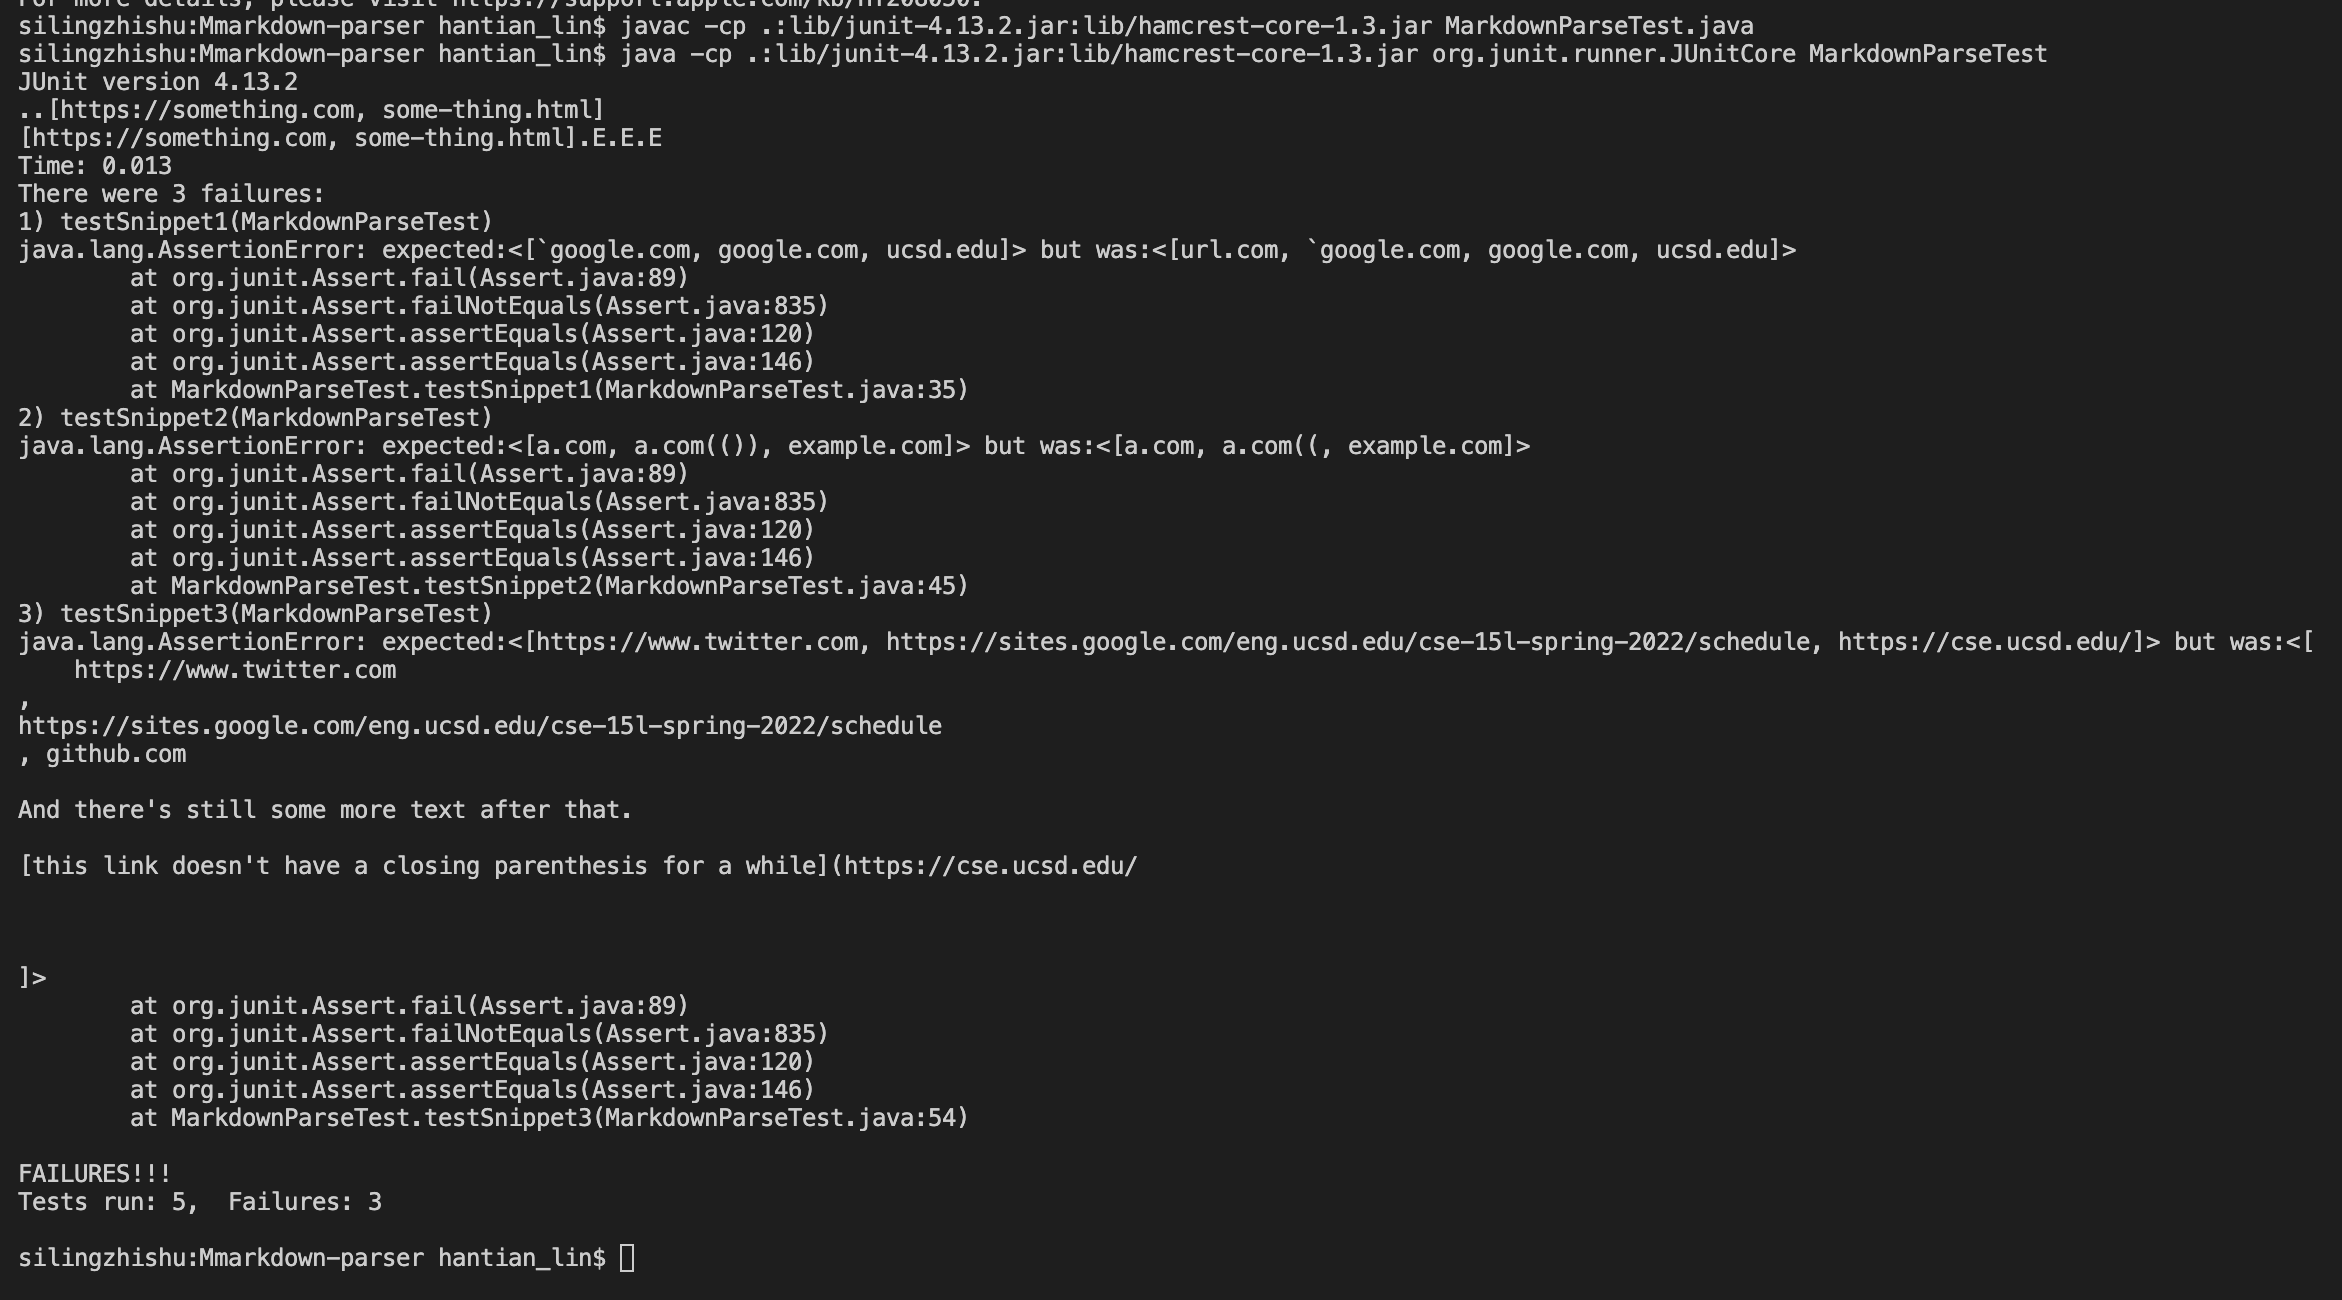 For more details, please visit https://support.apple.com/kb/HT208050.
silingzhishu:Mmarkdown-parser hantian_lin$ javac -cp .:lib/junit-4.13.2.jar:lib/hamcrest-core-1.3.jar MarkdownParseTest.java
silingzhishu:Mmarkdown-parser hantian_lin$ java -cp .:lib/junit-4.13.2.jar:lib/hamcrest-core-1.3.jar org.junit.runner.JUnitCore MarkdownParseTest
JUnit version 4.13.2
..[https://something.com, some-thing.html]
[https://something.com, some-thing.html].E.E.E
Time: 0.013
There were 3 failures:
1) testSnippet1(MarkdownParseTest)
java.lang.AssertionError: expected:<[`google.com, google.com, ucsd.edu]> but was:<[url.com, `google.com, google.com, ucsd.edu]>
        at org.junit.Assert.fail(Assert.java:89)
        at org.junit.Assert.failNotEquals(Assert.java:835)
        at org.junit.Assert.assertEquals(Assert.java:120)
        at org.junit.Assert.assertEquals(Assert.java:146)
        at MarkdownParseTest.testSnippet1(MarkdownParseTest.java:35)
2) testSnippet2(MarkdownParseTest)
java.lang.AssertionError: expected:<[a.com, a.com(()), example.com]> but was:<[a.com, a.com((, example.com]>
        at org.junit.Assert.fail(Assert.java:89)
        at org.junit.Assert.failNotEquals(Assert.java:835)
        at org.junit.Assert.assertEquals(Assert.java:120)
        at org.junit.Assert.assertEquals(Assert.java:146)
        at MarkdownParseTest.testSnippet2(MarkdownParseTest.java:45)
3) testSnippet3(MarkdownParseTest)
java.lang.AssertionError: expected:<[https://www.twitter.com, https://sites.google.com/eng.ucsd.edu/cse-15l-spring-2022/schedule, https://cse.ucsd.edu/]> but was:<[
    https://www.twitter.com
,
https://sites.google.com/eng.ucsd.edu/cse-15l-spring-2022/schedule
, github.com

And there's still some more text after that.

[this link doesn't have a closing parenthesis for a while](https://cse.ucsd.edu/

]>
        at org.junit.Assert.fail(Assert.java:89)
        at org.junit.Assert.failNotEquals(Assert.java:835)
        at org.junit.Assert.assertEquals(Assert.java:120)
        at org.junit.Assert.assertEquals(Assert.java:146)
        at MarkdownParseTest.testSnippet3(MarkdownParseTest.java:54)

FAILURES!!!
Tests run: 5,  Failures: 3

silingzhishu:Mmarkdown-parser hantian_lin$